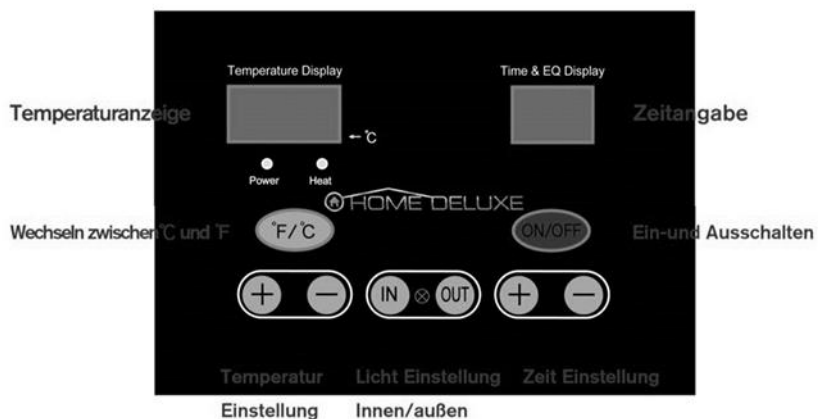 Temperature Display
Time & EQ Display
Temperaturanzeige
Zeitangabe
←°C
Power
Heat
HOME DELUXE
Wechseln zwischen°C und °F
°F/°C
ON/OFF
Ein-und Ausschalten
+
−
IN
OUT
+
−
Temperatur
Licht Einstellung
Zeit Einstellung
Einstellung
Innen/außen